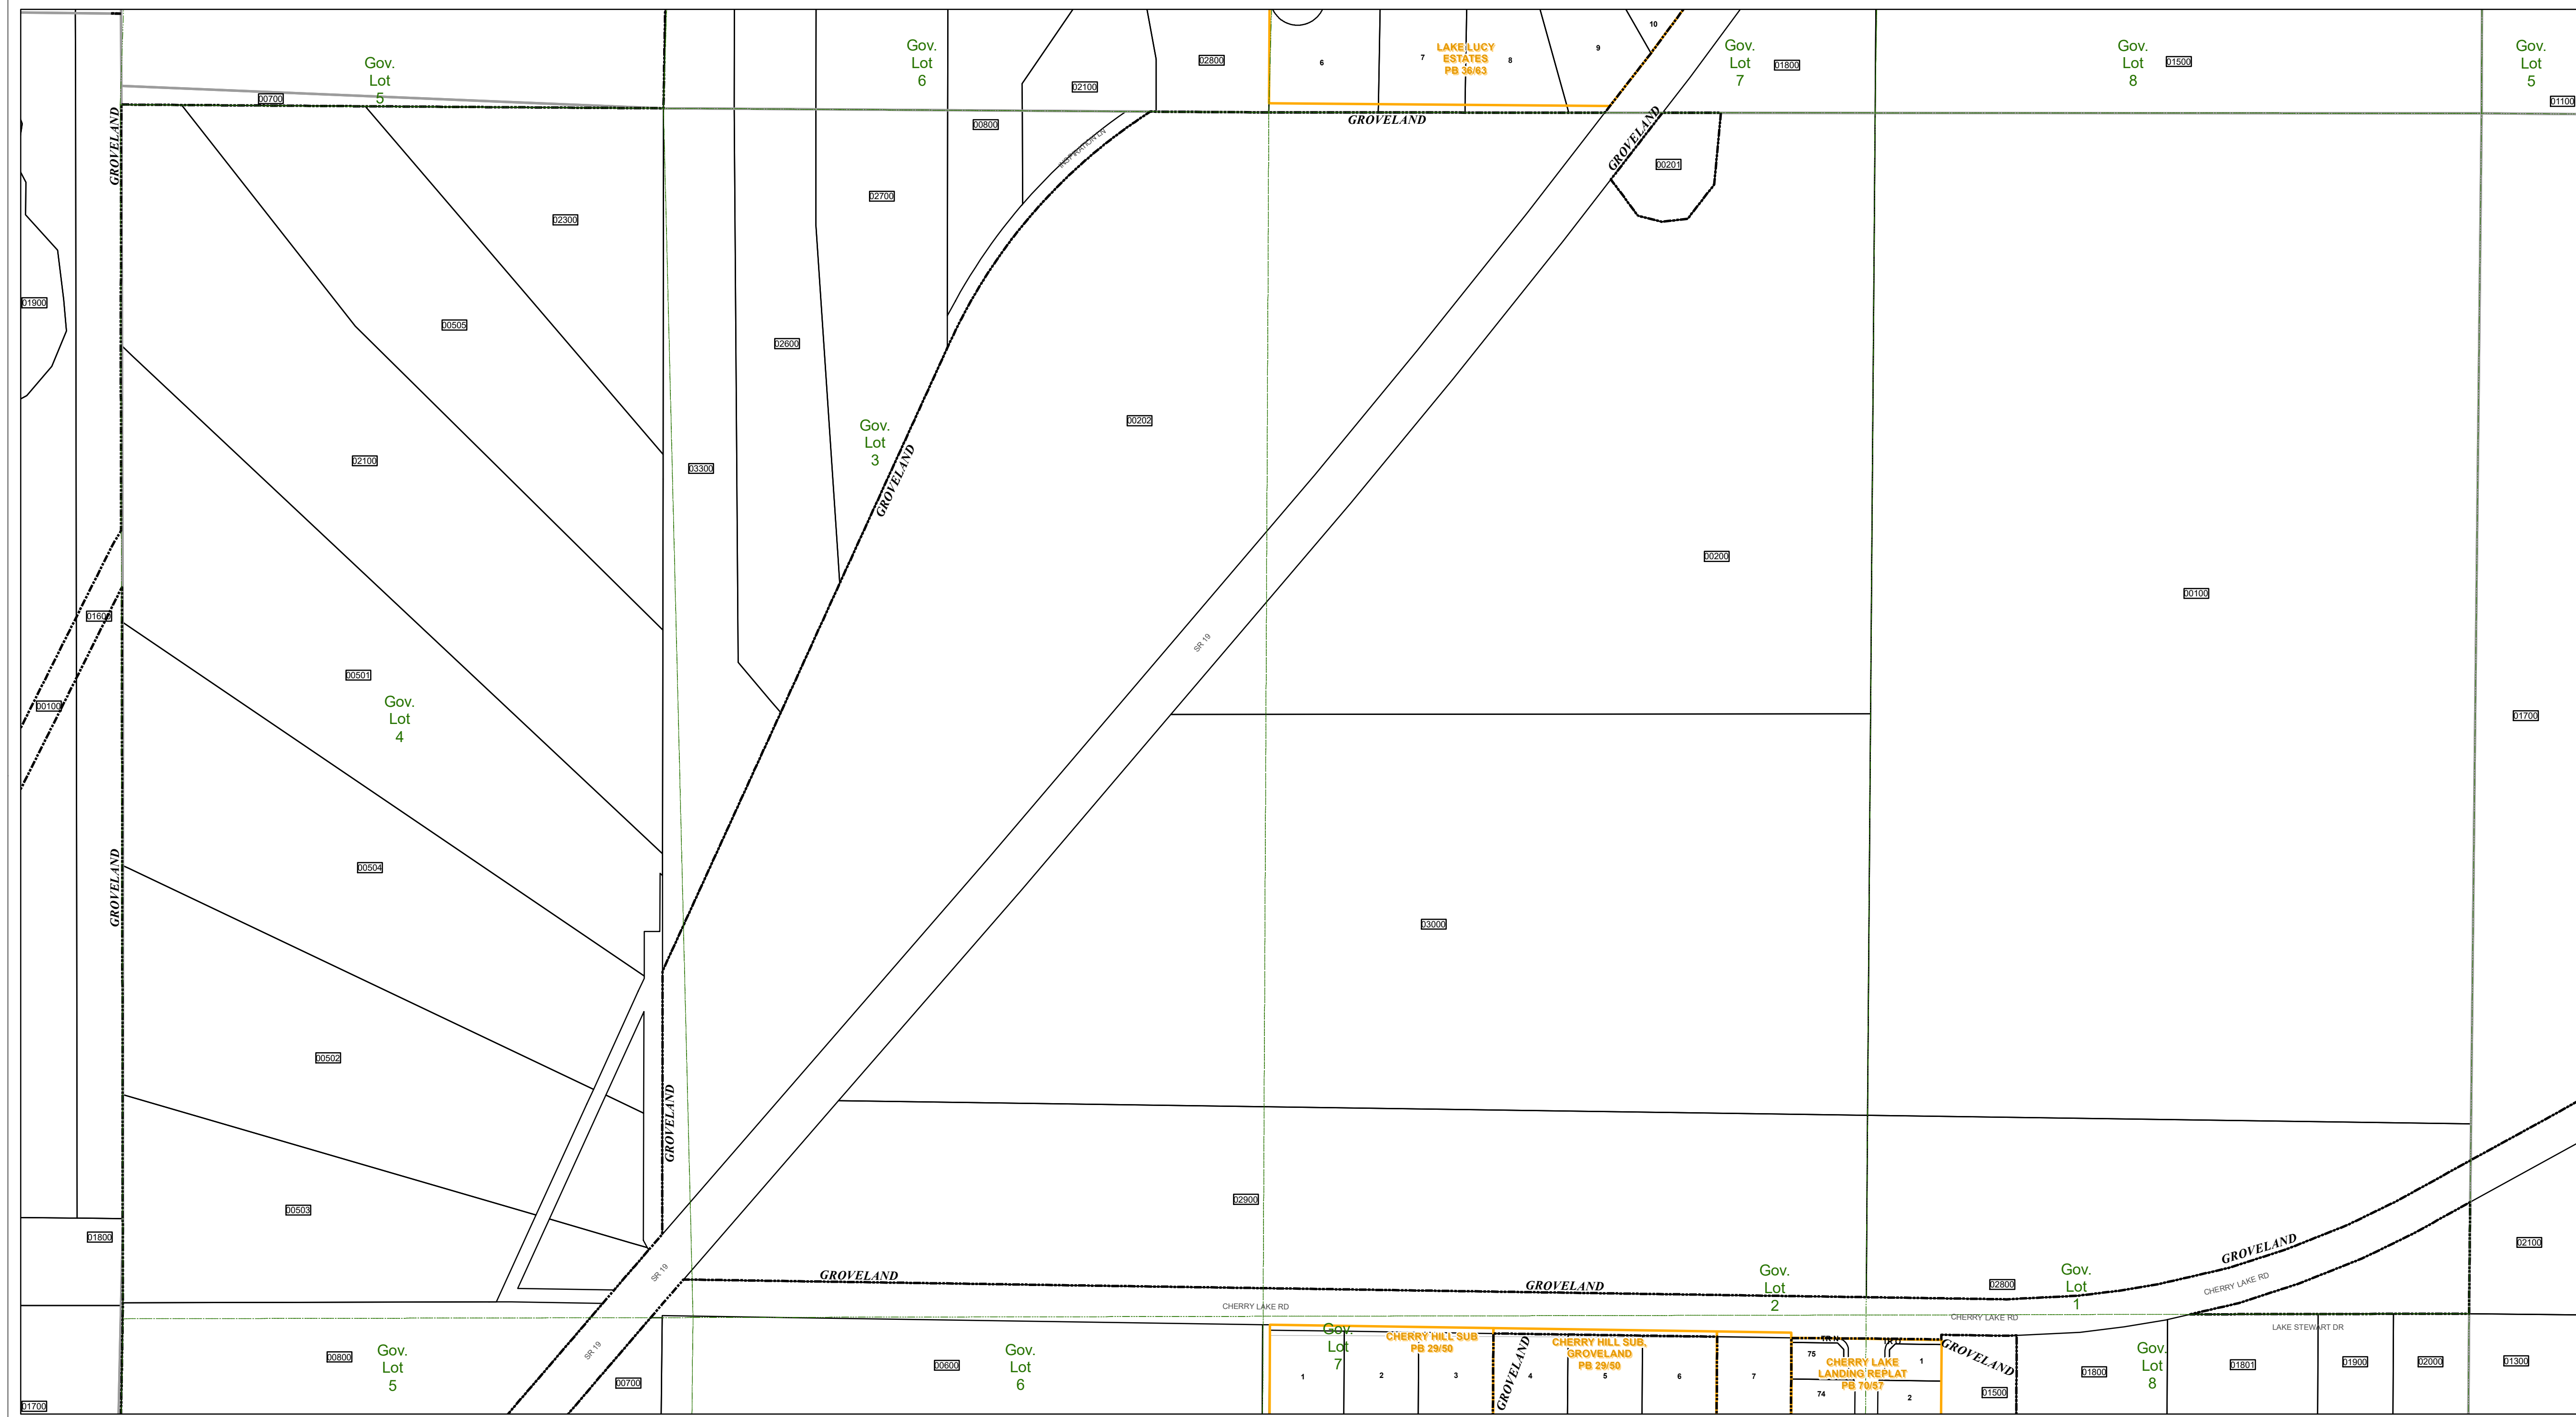 Gov.
Lot
5
00700
Gov.
Lot
6
02100
02800
6
7
LAKE LUCY
ESTATES
PB 36/63
8
9
10
Gov.
Lot
7
01800
Gov.
Lot
8
01500
Gov.
Lot
5
01100
GROVELAND
02300
00800
INSPIRATION LN
GROVELAND
GROVELAND
00201
02700
01900
00505
02600
Gov.
Lot
3
GROVELAND
00202
02100
03300
00200
00100
01600
00100
00501
Gov.
Lot
4
SR 19
01700
GROVELAND
00504
03000
00502
GROVELAND
00503
02900
01800
SR 19
GROVELAND
GROVELAND
Gov.
Lot
2
02800
Gov.
Lot
1
GROVELAND
CHERRY LAKE RD
02100
CHERRY LAKE RD
CHERRY LAKE RD
LAKE STEWART DR
SR 19
00800
Gov.
Lot
5
00700
00600
Gov.
Lot
6
Gov.
Lot
7
CHERRY HILL SUB
PB 29/50
1
2
3
GROVELAND
CHERRY HILL SUB,
GROVELAND
PB 29/50
4
5
6
7
75
74
TR N
CHERRY LAKE
LANDING REPLAT
PB 70/57
1
2
GROVELAND
01500
01800
Gov.
Lot
8
01801
01900
02000
01300
01700